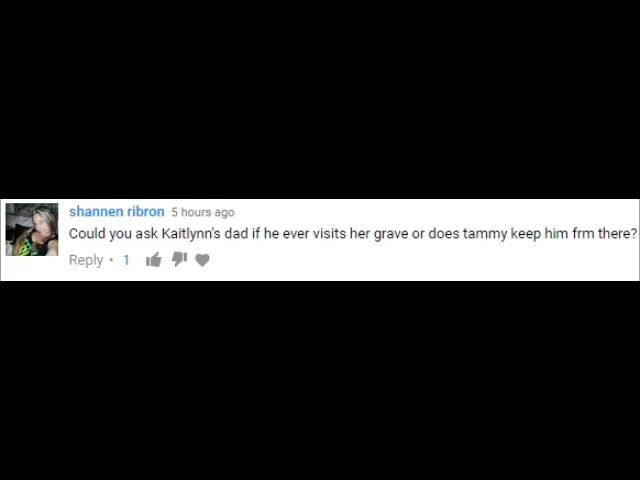 shannen ribron 5 hours ago
Could you ask Kaitlynn's dad if he ever visits her grave or does tammy keep him frm there?
Reply • 1